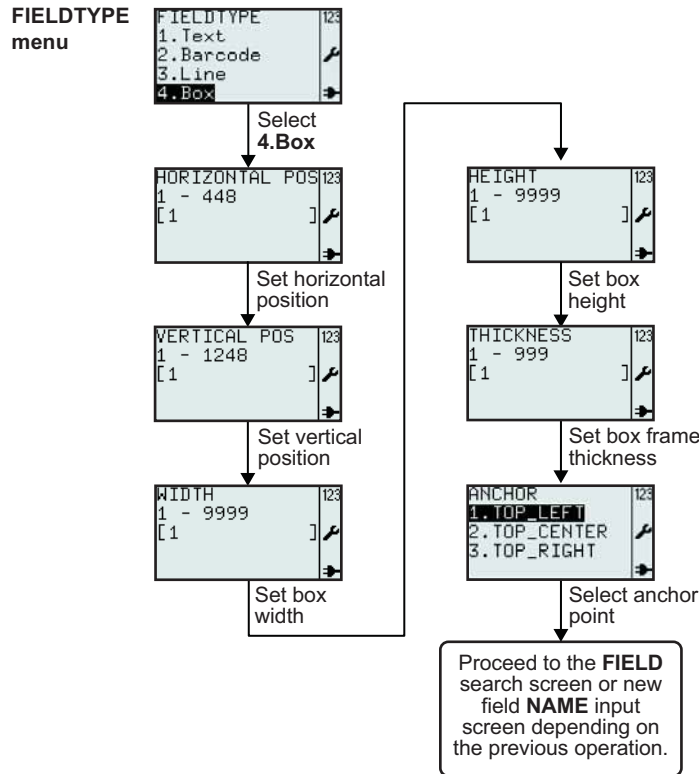 FIELDTYPE
menu
FIELDTYPE 123
1.Text
2.Barcode
3.Line
4.Box
Select
4.Box
HORIZONTAL POS 123
1 - 448
[1 ]
Set horizontal
position
VERTICAL POS 123
1 - 1248
[1 ]
Set vertical
position
WIDTH 123
1 - 9999
[1 ]
Set box
width
HEIGHT 123
1 - 9999
[1 ]
Set box
height
THICKNESS 123
1 - 999
[1 ]
Set box frame
thickness
ANCHOR 123
1.TOP_LEFT
2.TOP_CENTER
3.TOP_RIGHT
Select anchor
point
Proceed to the FIELD
search screen or new
field NAME input
screen depending on
the previous operation.